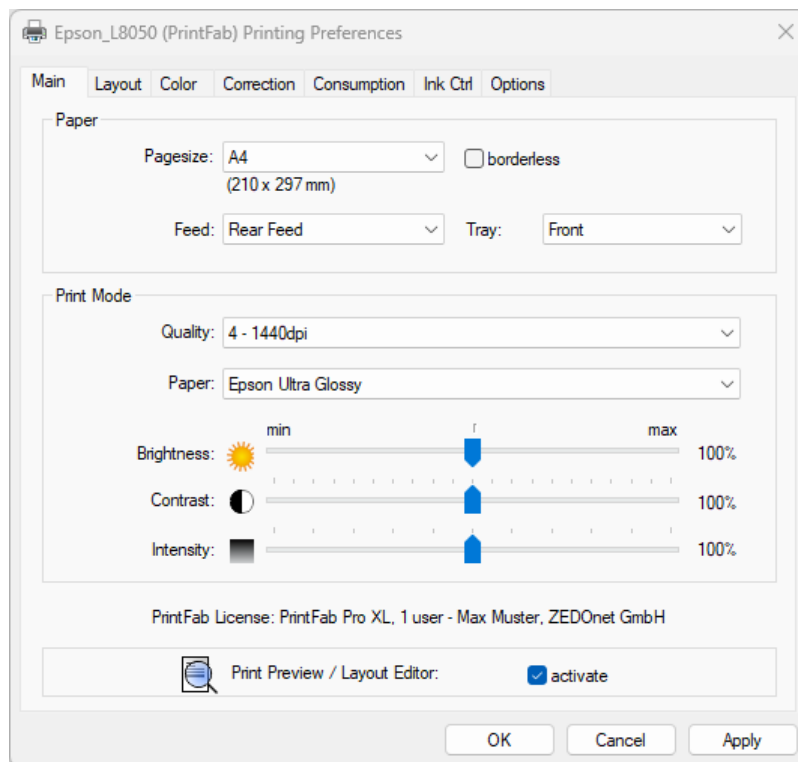 Epson_L8050 (PrintFab) Printing Preferences
Main Layout Color Correction Consumption Ink Ctrl Options
Paper
Pagesize: A4 borderless
(210 x 297 mm)
Feed: Rear Feed Tray: Front
Print Mode
Quality: 4 - 1440dpi
Paper: Epson Ultra Glossy
min max
Brightness: 100%
Contrast: 100%
Intensity: 100%
PrintFab License: PrintFab Pro XL, 1 user - Max Muster, ZEDOnet GmbH
Print Preview / Layout Editor: activate
OK Cancel Apply